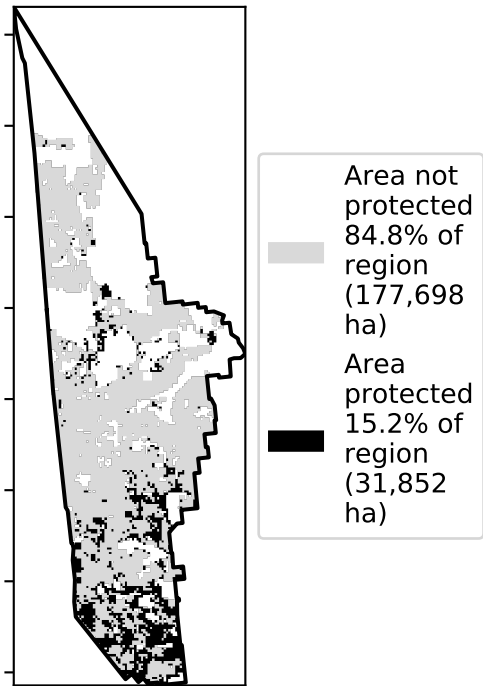 Area not
protected
84.8% of
region
(177,698
ha)
Area
protected
15.2% of
region
(31,852
ha)